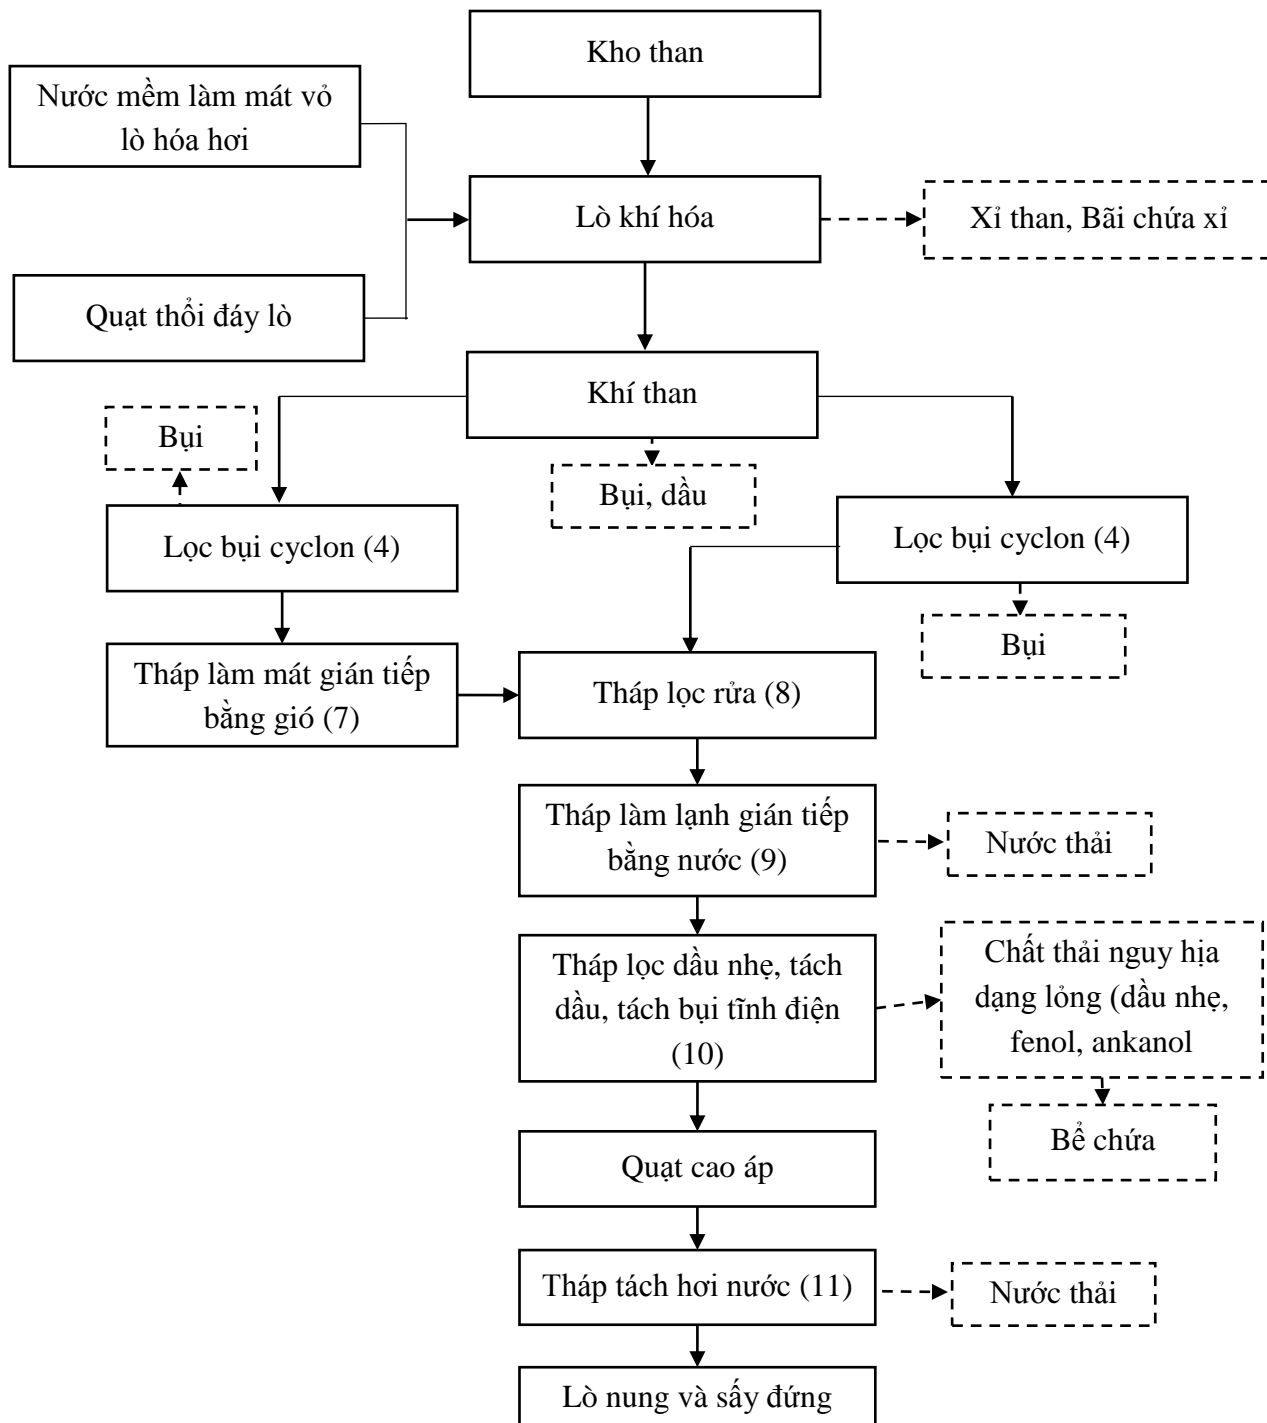 Kho than
Nước mềm làm mát vỏ
lò hóa hơi
Lò khí hóa
Xỉ than, Bãi chứa xỉ
Quạt thổi đáy lò
Khí than
Bụi
Bụi, dầu
Lọc bụi cyclon (4)
Lọc bụi cyclon (4)
Bụi
Tháp làm mát gián tiếp
bằng gió (7)
Tháp lọc rửa (8)
Tháp làm lạnh gián tiếp
bằng nước (9)
Nước thải
Tháp lọc dầu nhẹ, tách
dầu, tách bụi tĩnh điện
(10)
Chất thải nguy hịa
dạng lỏng (dầu nhẹ,
fenol, ankanol
Bể chứa
Quạt cao áp
Tháp tách hơi nước (11)
Nước thải
Lò nung và sấy đứng